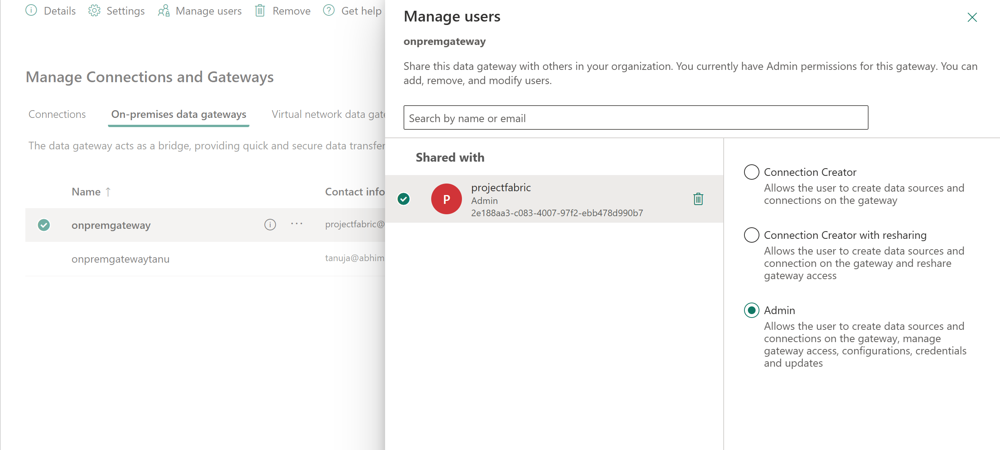 Details Settings Manage users Remove Get help
Manage Connections and Gateways
Connections On-premises data gateways Virtual network data gate
The data gateway acts as a bridge, providing quick and secure data transfer
Name ↑ Contact info
onpremgateway projectfabric@
onpremgatewaytanu tanuja@abhim
Manage users
onpremgateway
Share this data gateway with others in your organization. You currently have Admin permissions for this gateway. You can
add, remove, and modify users.
Search by name or email
Shared with
P
projectfabric
Admin
2e188aa3-c083-4007-97f2-ebb478d990b7
Connection Creator
Allows the user to create data sources and
connections on the gateway
Connection Creator with resharing
Allows the user to create data sources and
connection on the gateway and reshare
gateway access
Admin
Allows the user to create data sources and
connections on the gateway, manage
gateway access, configurations, credentials
and updates